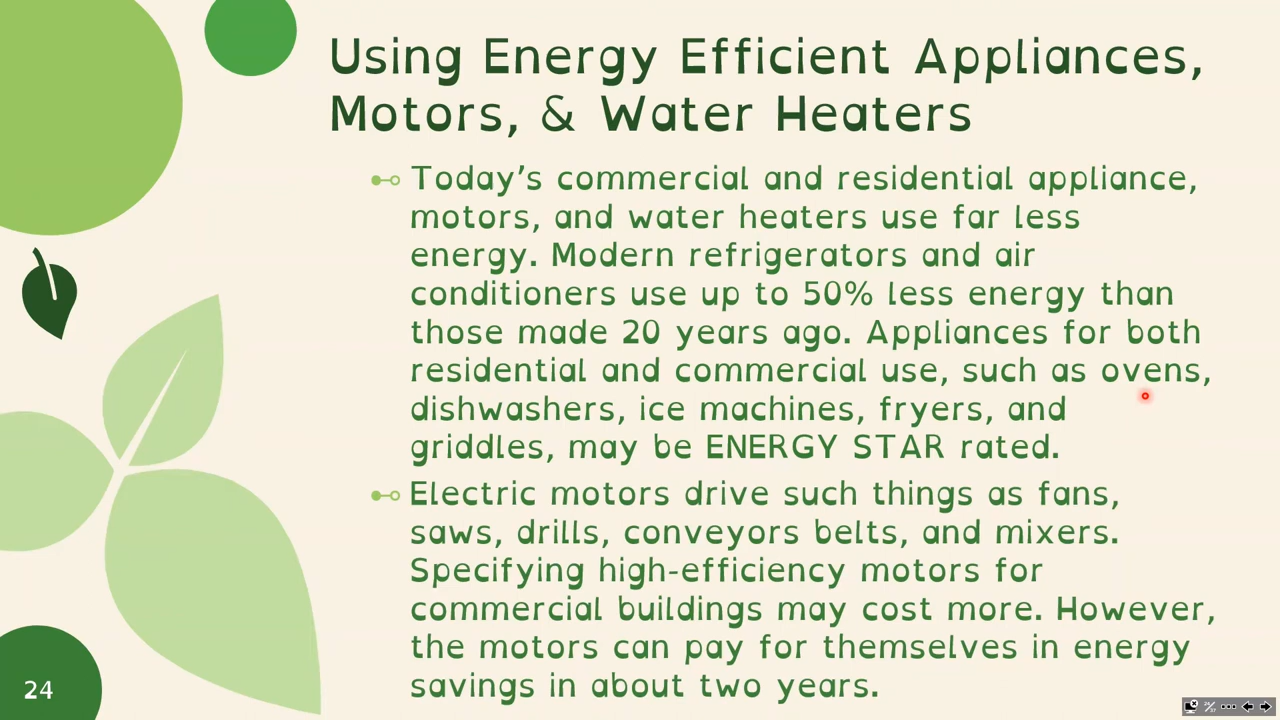 Using Energy Efficient Appliances,
Motors, & Water Heaters
Today's commercial and residential appliance,
motors, and water heaters use far less
energy. Modern refrigerators and air
conditioners use up to 50% less energy than
those made 20 years ago. Appliances for both
residential and commercial use, such as ovens,
dishwashers, ice machines, fryers, and
griddles, may be ENERGY STAR rated.
Electric motors drive such things as fans,
saws, drills, conveyors belts, and mixers.
Specifying high-efficiency motors for
commercial buildings may cost more. However,
the motors can pay for themselves in energy
savings in about two years.
24